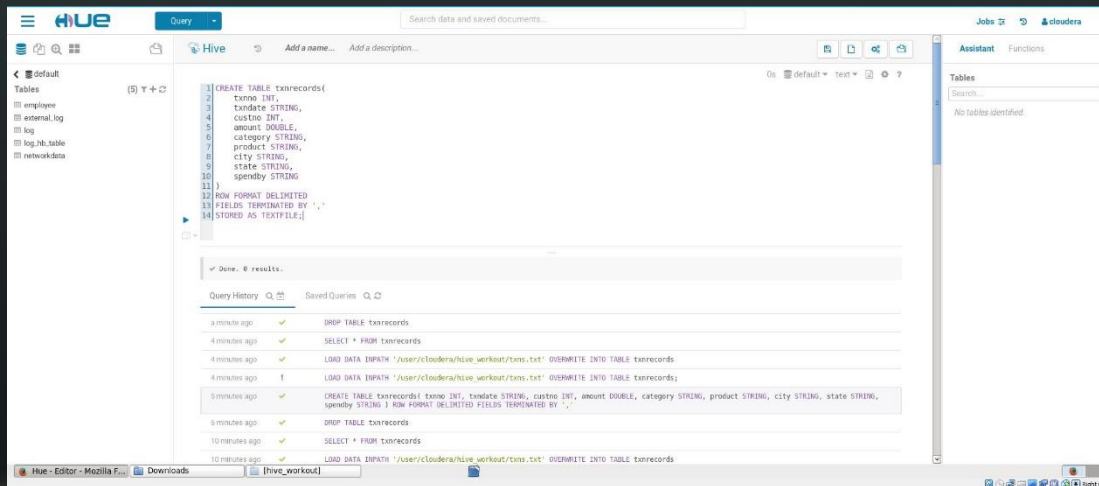 HUE
Query
Search data and saved documents...
Jobs
cloudera
Hive
Add a name...
Add a description...
Assistant
Functions
default
Tables
(5)
employee
external_log
log
log_hb_table
networkdata
0s
default
text
?
1 CREATE TABLE txnrecords(
2 txnno INT,
3 txndate STRING,
4 custno INT,
5 amount DOUBLE,
6 category STRING,
7 product STRING,
8 city STRING,
9 state STRING,
10 spendby STRING
11 )
12 ROW FORMAT DELIMITED
13 FIELDS TERMINATED BY ','
14 STORED AS TEXTFILE;
Tables
Search...
No tables identified.
Done. 0 results.
Query History
Saved Queries
a minute ago DROP TABLE txnrecords
4 minutes ago SELECT * FROM txnrecords
4 minutes ago LOAD DATA INPATH '/user/cloudera/hive_workout/txns.txt' OVERWRITE INTO TABLE txnrecords
4 minutes ago ! LOAD DATA INPATH '/user/cloudera/hive_workout/txns.txt' OVERWRITE INTO TABLE txnrecords;
5 minutes ago CREATE TABLE txnrecords( txnno INT, txndate STRING, custno INT, amount DOUBLE, category STRING, product STRING, city STRING, state STRING,
spendby STRING ) ROW FORMAT DELIMITED FIELDS TERMINATED BY ','
6 minutes ago DROP TABLE txnrecords
10 minutes ago SELECT * FROM txnrecords
10 minutes ago LOAD DATA INPATH '/user/cloudera/hive_workout/txns.txt' OVERWRITE INTO TABLE txnrecords
Hue - Editor - Mozilla F...
Downloads
[hive_workout]
Right